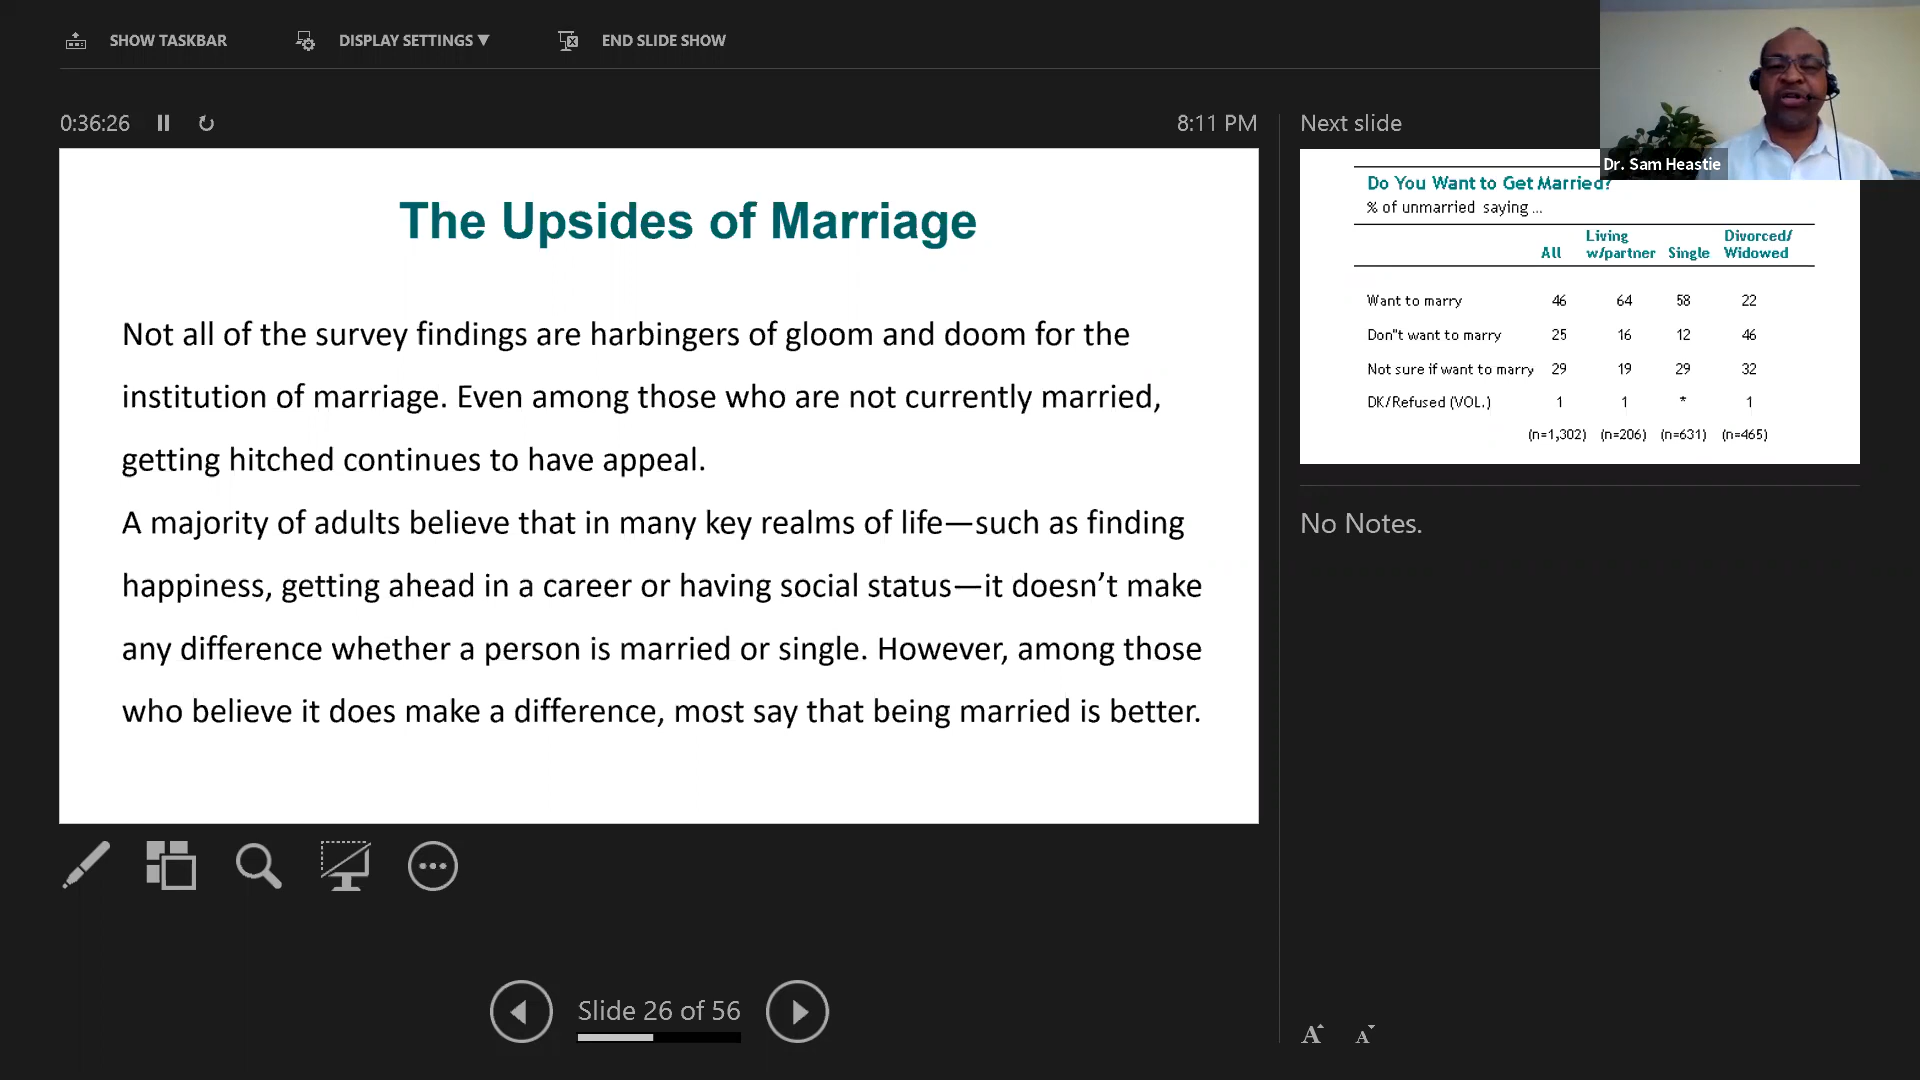 SHOW TASKBAR
DISPLAY SETTINGS ▼
END SLIDE SHOW
0:36:26
8:11 PM
The Upsides of Marriage
Not all of the survey findings are harbingers of gloom and doom for the
institution of marriage. Even among those who are not currently married,
getting hitched continues to have appeal.
A majority of adults believe that in many key realms of life—such as finding
happiness, getting ahead in a career or having social status—it doesn’t make
any difference whether a person is married or single. However, among those
who believe it does make a difference, most say that being married is better.
Slide 26 of 56
Next slide
Dr. Sam Heastie
Do You Want to Get Married?
% of unmarried saying ...
All Living w/partner Single Divorced/ Widowed
Want to marry 46 64 58 22
Don"t want to marry 25 16 12 46
Not sure if want to marry 29 19 29 32
DK/Refused (VOL.) 1 1 * 1
(n=1,302) (n=206) (n=631) (n=465)
No Notes.
A A